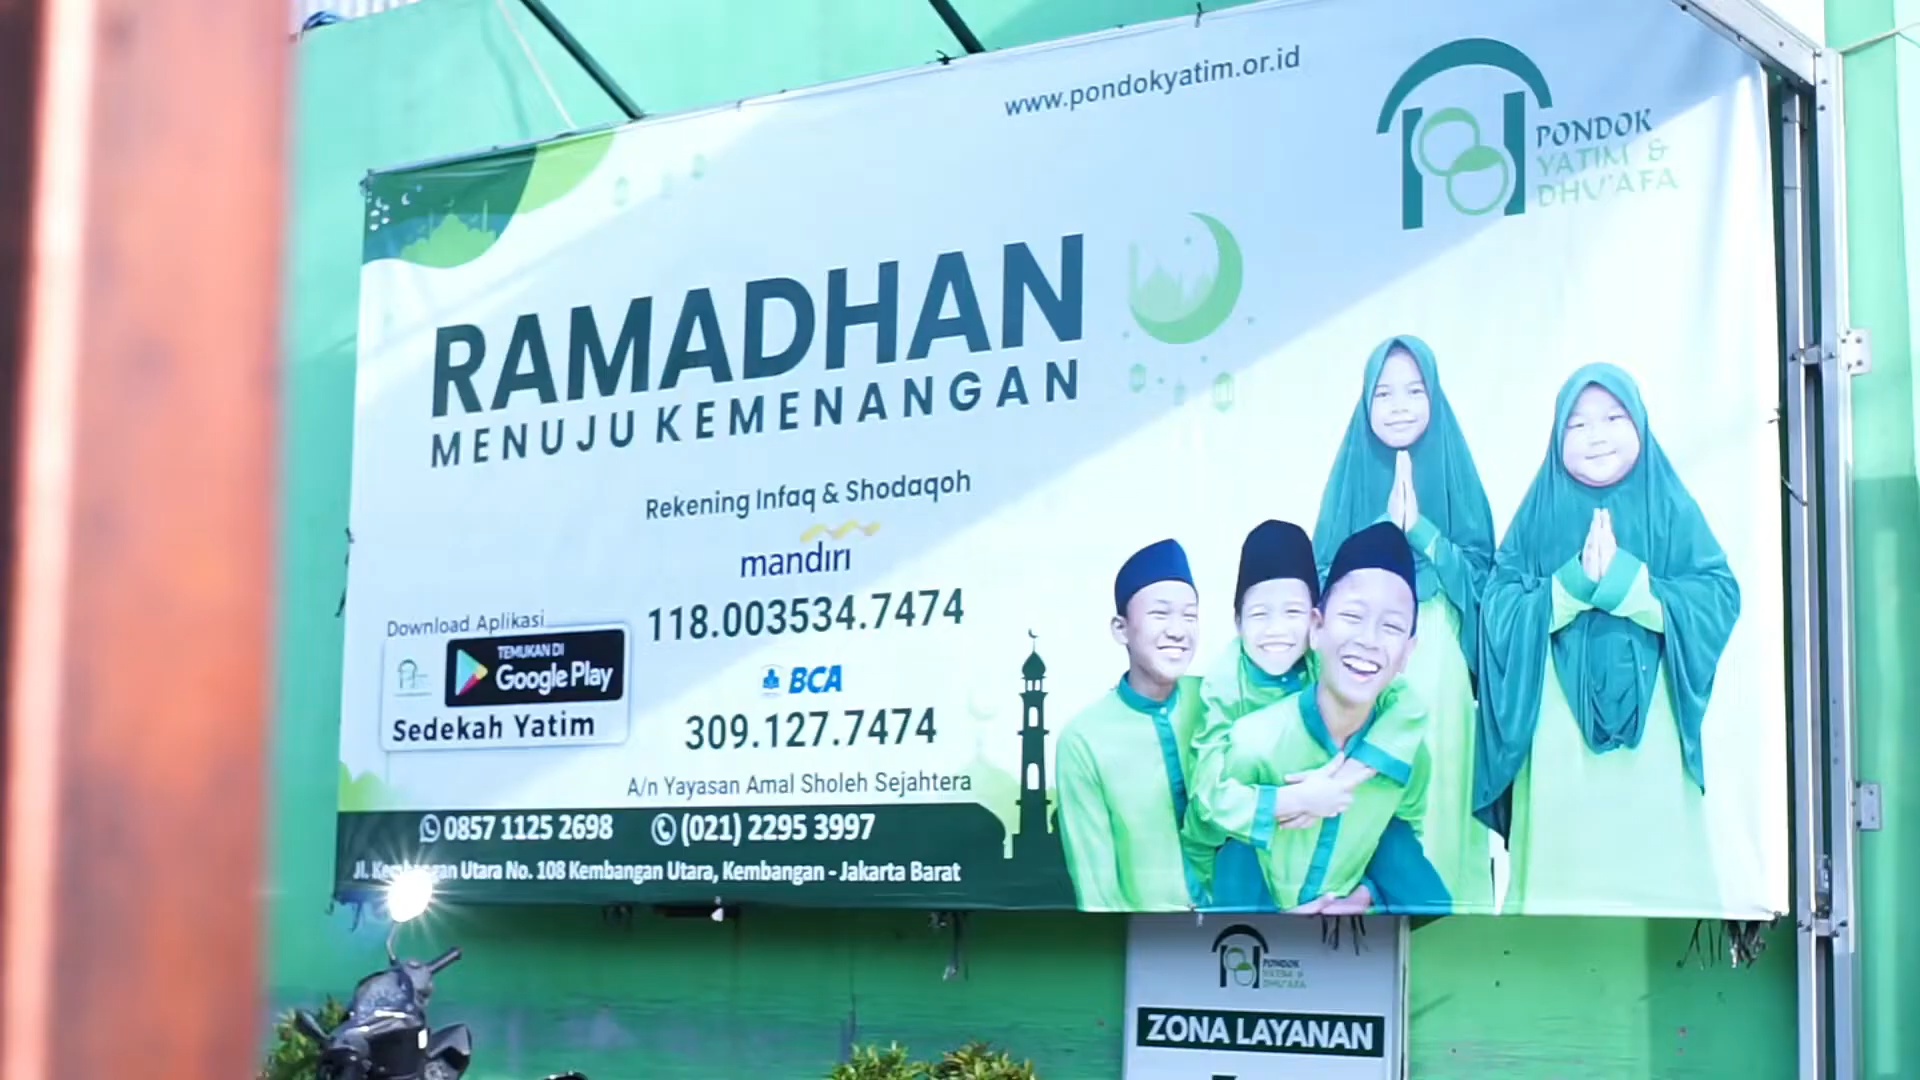 www.pondokyatim.or.id
PONDOK
YATIM &
DHU'AFA
RAMADHAN
MENUJU KEMENANGAN
Rekening Infaq & Shodaqoh
mandiri
118.003534.7474
BCA
309.127.7474
A/n Yayasan Amal Sholeh Sejahtera
Download Aplikasi
TEMUKAN DI
Google Play
Sedekah Yatim
0857 1125 2698 (021) 2295 3997
Jl. Kembangan Utara No. 108 Kembangan Utara, Kembangan - Jakarta Barat
PONDOK
YATIM &
DHU'AFA
ZONA LAYANAN